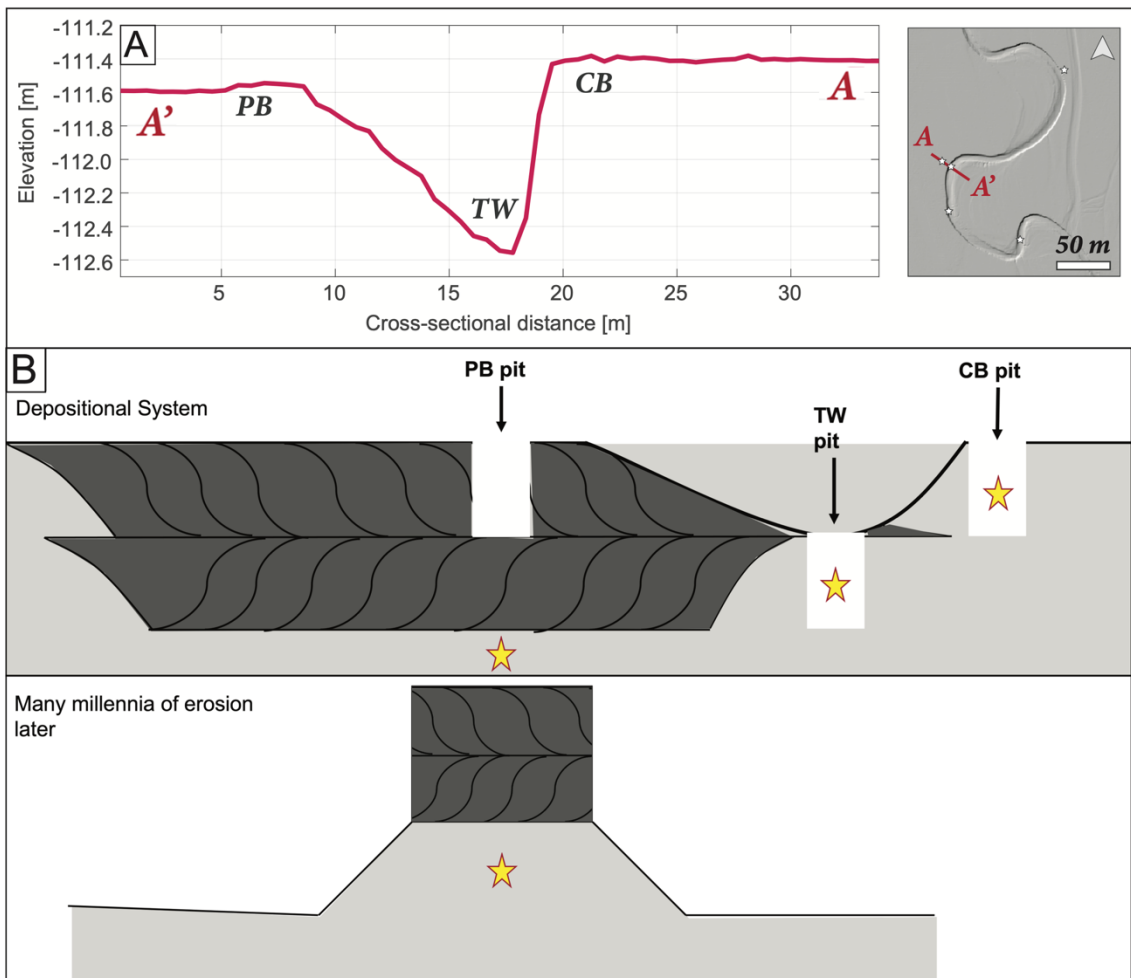 A
-111.2
-111.4
-111.6
-111.8
-112.0
-112.2
-112.4
-112.6
Elevation [m]
A’
PB
TW
CB
A
5
10
15
20
25
30
Cross-sectional distance [m]
A
A’
50 m
B
Depositional System
PB pit
TW
pit
CB pit
Many millennia of erosion
later